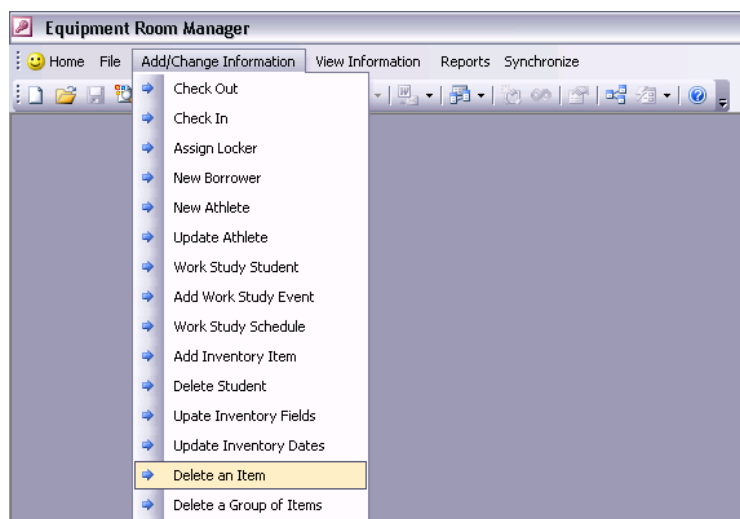 Equipment Room Manager
Home File Add/Change Information View Information Reports Synchronize
Check Out
Check In
Assign Locker
New Borrower
New Athlete
Update Athlete
Work Study Student
Add Work Study Event
Work Study Schedule
Add Inventory Item
Delete Student
Upate Inventory Fields
Update Inventory Dates
Delete an Item
Delete a Group of Items